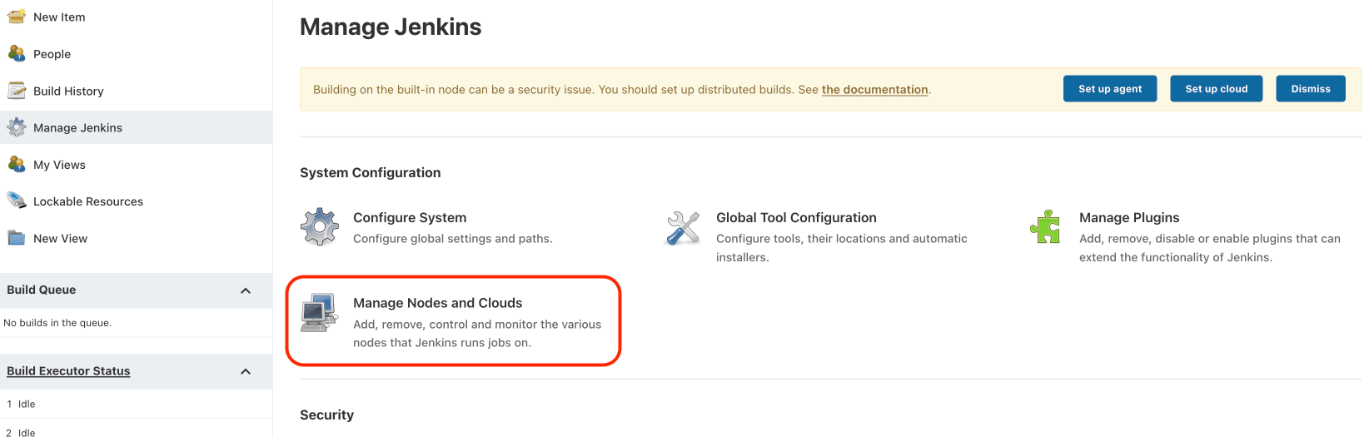 New Item
People
Build History
Manage Jenkins
My Views
Lockable Resources
New View
Build Queue
No builds in the queue.
Build Executor Status
1 Idle
2 Idle
Manage Jenkins
Building on the built-in node can be a security issue. You should set up distributed builds. See the documentation.
Set up agent
Set up cloud
Dismiss
System Configuration
Configure System
Configure global settings and paths.
Global Tool Configuration
Configure tools, their locations and automatic
installers.
Manage Plugins
Add, remove, disable or enable plugins that can
extend the functionality of Jenkins.
Manage Nodes and Clouds
Add, remove, control and monitor the various
nodes that Jenkins runs jobs on.
Security